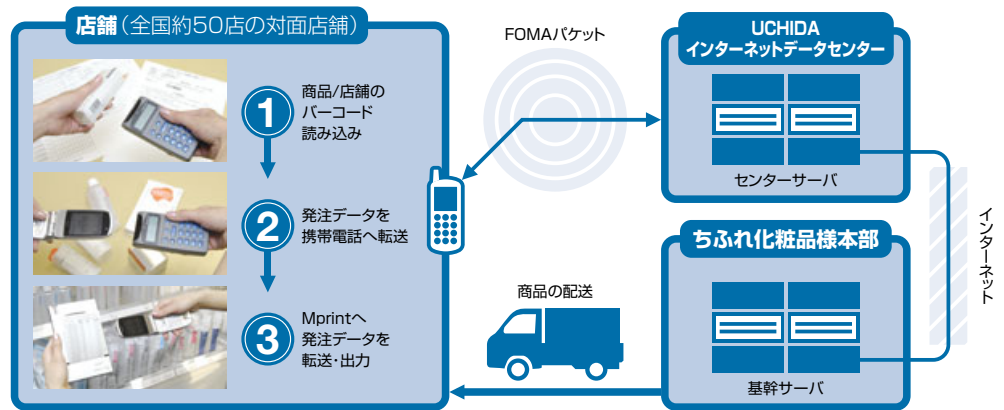 店舗(全国約50店の対面店舗)
1
商品/店舗の
バーコード
読み込み
2
発注データを
携帯電話へ転送
3
Mprintへ
発注データを
転送・出力
FOMAパケット
UCHIDA
インターネットデータセンター
センターサーバ
インターネット
ちふれ化粧品様本部
基幹サーバ
商品の配送